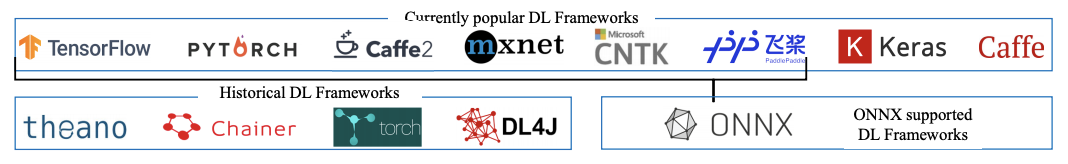 Currently popular DL Frameworks
TensorFlow PYTORCH Caffe2 mxnet Microsoft CNTK 飞桨 PaddlePaddle K Keras Caffe
Historical DL Frameworks
theano Chainer torch DL4J
ONNX
ONNX supported
DL Frameworks